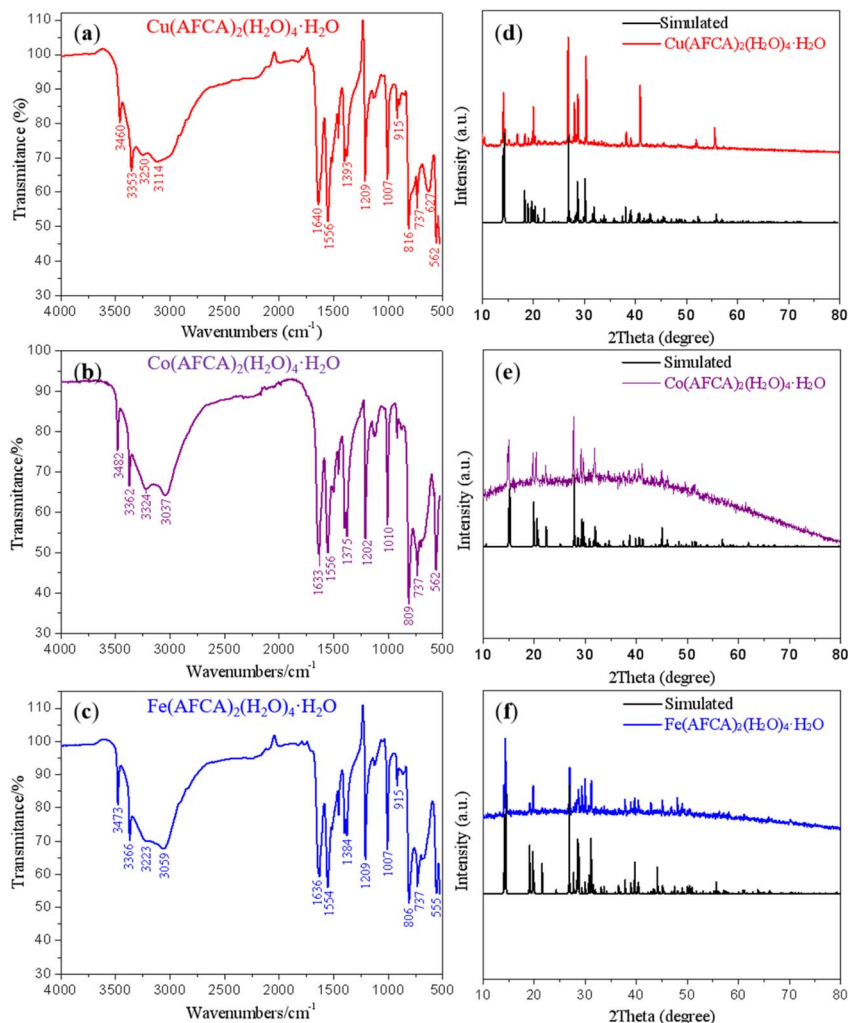 (a) Cu(AFCA)₂(H₂O)₄·H₂O
110
100
90
80
70
60
50
40
30
Transmitance (%)
3460
3353
3250
3114
1640
1556
1393
1209
1007
915
816
737
627
562
4000 3500 3000 2500 2000 1500 1000 500
Wavenumbers (cm⁻¹)
(d) Simulated
Cu(AFCA)₂(H₂O)₄·H₂O
Intensity (a.u.)
10 20 30 40 50 60 70 80
2Theta (degree)
(b) Co(AFCA)₂(H₂O)₄·H₂O
100
90
80
70
60
50
40
30
Transmitance/%
3482
3362
3324
3037
1633
1556
1375
1202
1010
809
737
562
4000 3500 3000 2500 2000 1500 1000 500
Wavenumbers/cm⁻¹
(e) Simulated
Co(AFCA)₂(H₂O)₄·H₂O
Intensity (a.u.)
10 20 30 40 50 60 70 80
2Theta (degree)
(c) Fe(AFCA)₂(H₂O)₄·H₂O
110
100
90
80
70
60
50
40
30
Transmitance/%
3473
3366
3223
3059
1636
1554
1384
1209
1007
915
806
737
555
4000 3500 3000 2500 2000 1500 1000 500
Wavenumbers/cm⁻¹
(f) Simulated
Fe(AFCA)₂(H₂O)₄·H₂O
Intensity (a.u.)
10 20 30 40 50 60 70 80
2Theta (degree)